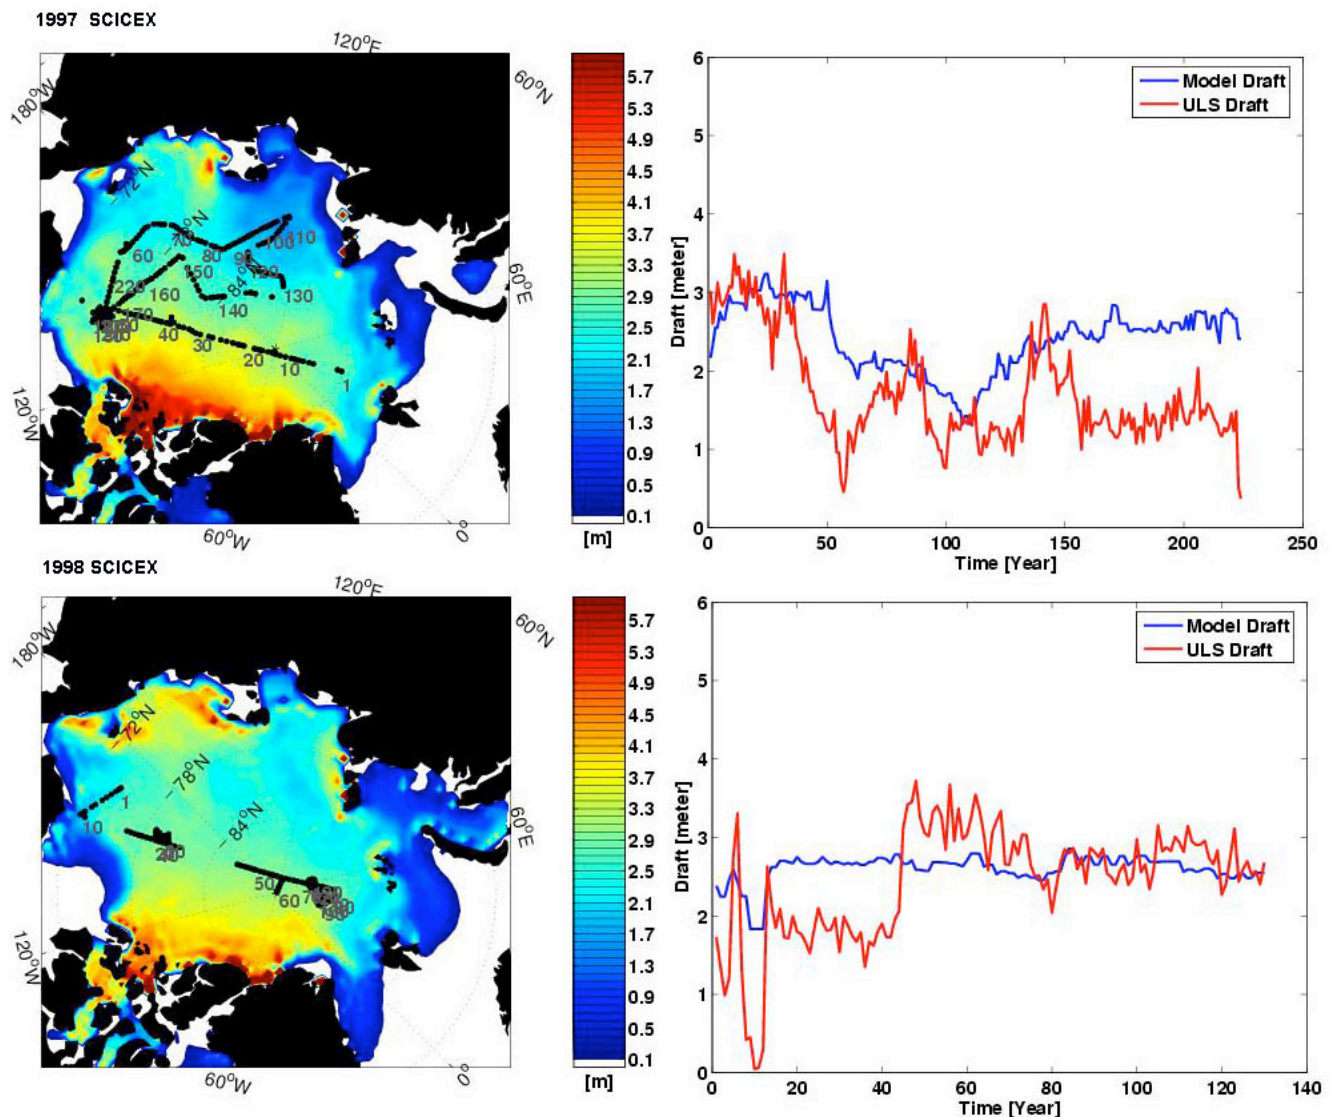 1997 SCICEX
120°E
180°W
60°N
72°N
78°N
84°N
60°E
120°W
60°W
0°
60
70
80
90
100
110
120
130
140
150
160
170
220
40
30
20
10
1
5.7
5.3
4.9
4.5
4.1
3.7
3.3
2.9
2.5
2.1
1.7
1.3
0.9
0.5
0.1
[m]
Model Draft
ULS Draft
6
5
4
3
2
1
0
Draft [meter]
0 50 100 150 200 250
Time [Year]
1998 SCICEX
120°E
180°W
60°N
– 72°N
– 78°N
– 84°N
60°E
120°W
60°W
0
1
10
50
60
5.7
5.3
4.9
4.5
4.1
3.7
3.3
2.9
2.5
2.1
1.7
1.3
0.9
0.5
0.1
[m]
Model Draft
ULS Draft
6
5
4
3
2
1
0
Draft [meter]
0 20 40 60 80 100 120 140
Time [Year]